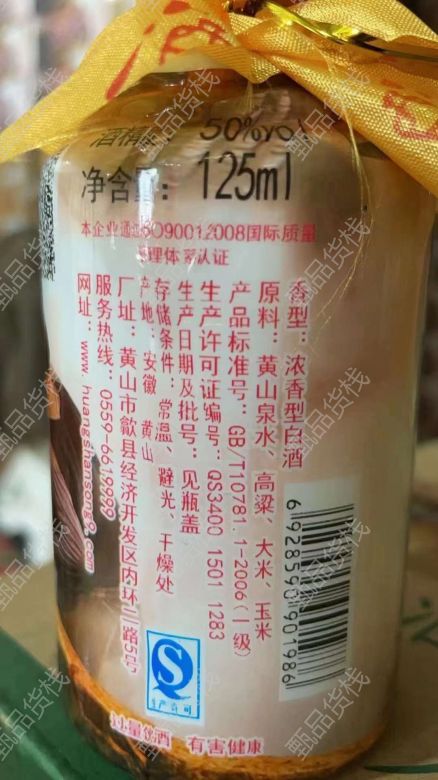 酒
酒精度 50%vol
净含量: 125ml
本企业通过ISO9001:2008国际质量
管理体系认证
香型: 浓香型白酒
原料: 黄山泉水、高粱、大米、玉米
产品标准号: GB/T10781.1-2006(一级)
生产许可证编号: QS3400 1501 1283
生产日期及批号: 见瓶盖
存储条件: 常温、避光、干燥处
产地: 安徽 黄山
厂址: 黄山市歙县经济开发区内环二路5号
服务热线: 0559-6619999
网址: www.huangshansong9.com
6928590901986
生产许可
过量饮酒 有害健康
甄品货栈